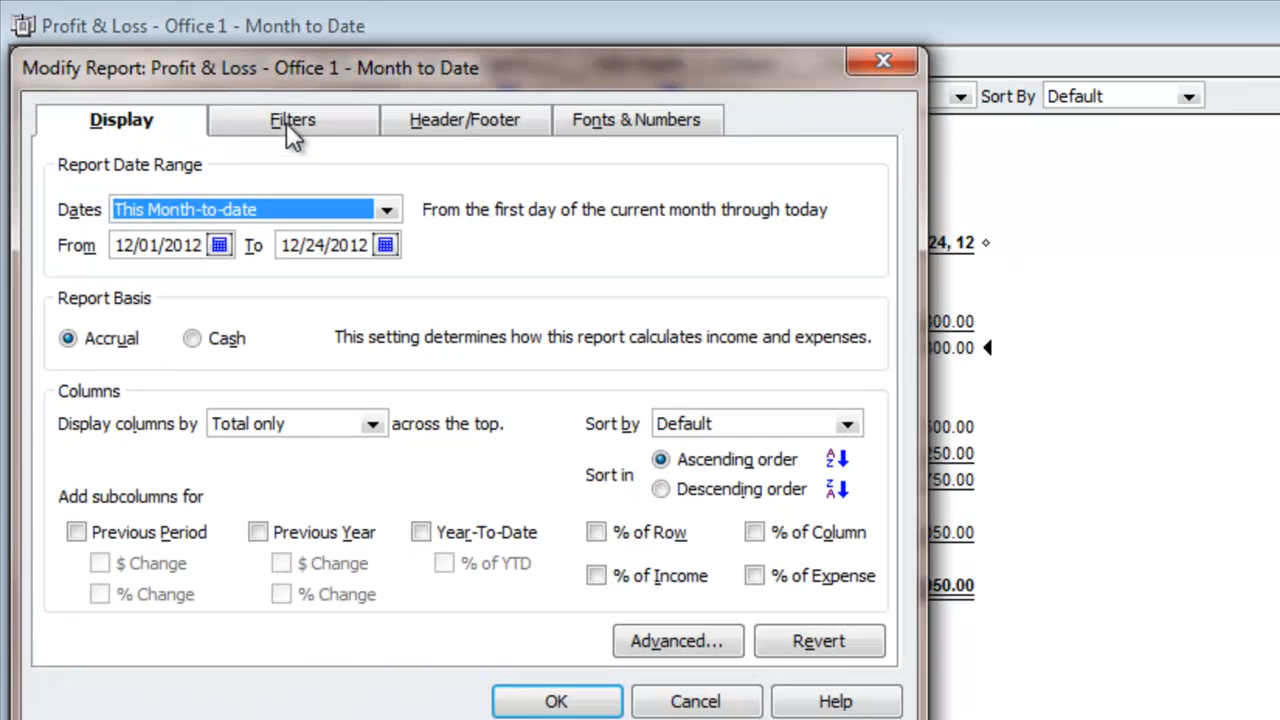 Profit & Loss - Office 1 - Month to Date
Modify Report: Profit & Loss - Office 1 - Month to Date
Sort By Default
Display Filters Header/Footer Fonts & Numbers
Report Date Range
Dates This Month-to-date From the first day of the current month through today
From 12/01/2012 To 12/24/2012
24, 12
Report Basis
Accrual Cash This setting determines how this report calculates income and expenses.
Columns
Display columns by Total only across the top. Sort by Default
Ascending order
Sort in
Descending order
Add subcolumns for
Previous Period Previous Year Year-To-Date % of Row % of Column
$ Change $ Change % of YTD
% of Income % of Expense
% Change % Change
Advanced... Revert
OK Cancel Help